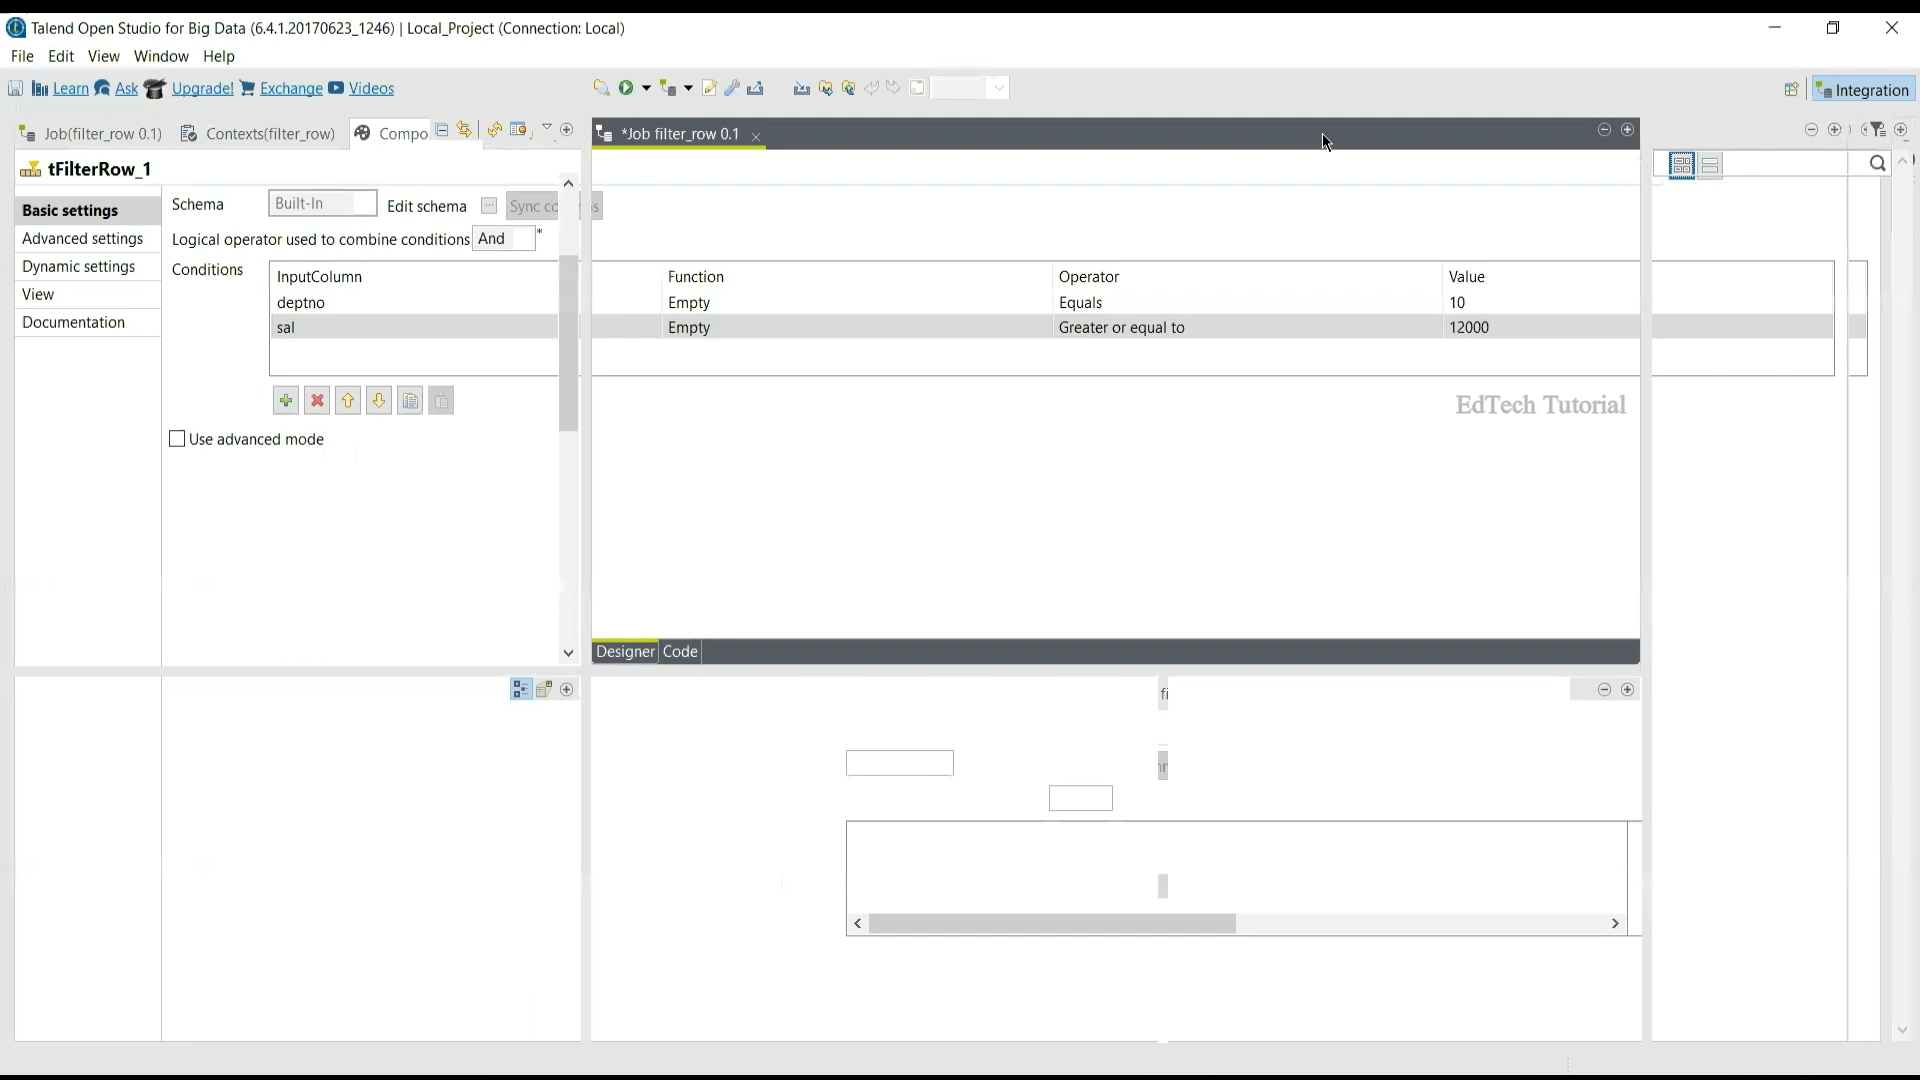 Talend Open Studio for Big Data (6.4.1.20170623_1246) | Local_Project (Connection: Local)
File Edit View Window Help
Learn Ask Upgrade! Exchange Videos
Integration
Job(filter_row 0.1) Contexts(filter_row) Compo
*Job filter_row 0.1
tFilterRow_1
Basic settings
Advanced settings
Dynamic settings
View
Documentation
Schema Built-In Edit schema ... Sync co s
Logical operator used to combine conditions And *
Conditions
InputColumn Function Operator Value
deptno Empty Equals 10
sal Empty Greater or equal to 12000
EdTech Tutorial
Use advanced mode
Designer Code
fi